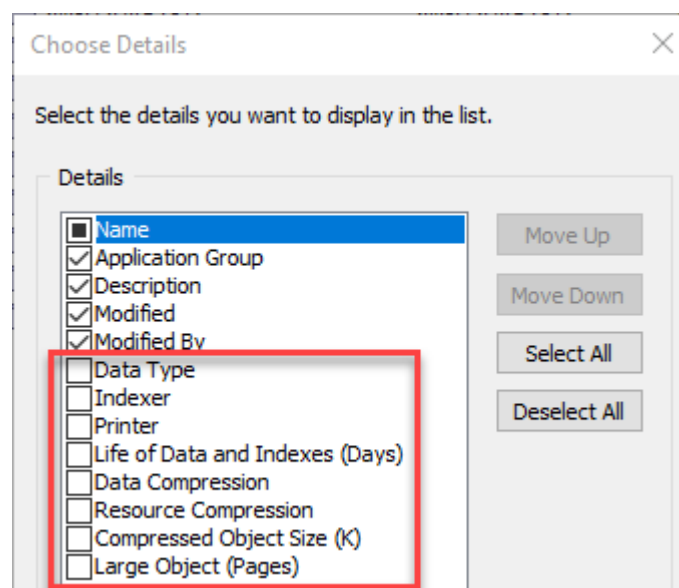 Choose Details
Select the details you want to display in the list.
Details
Name
Application Group
Description
Modified
Modified By
Data Type
Indexer
Printer
Life of Data and Indexes (Days)
Data Compression
Resource Compression
Compressed Object Size (K)
Large Object (Pages)
Move Up
Move Down
Select All
Deselect All